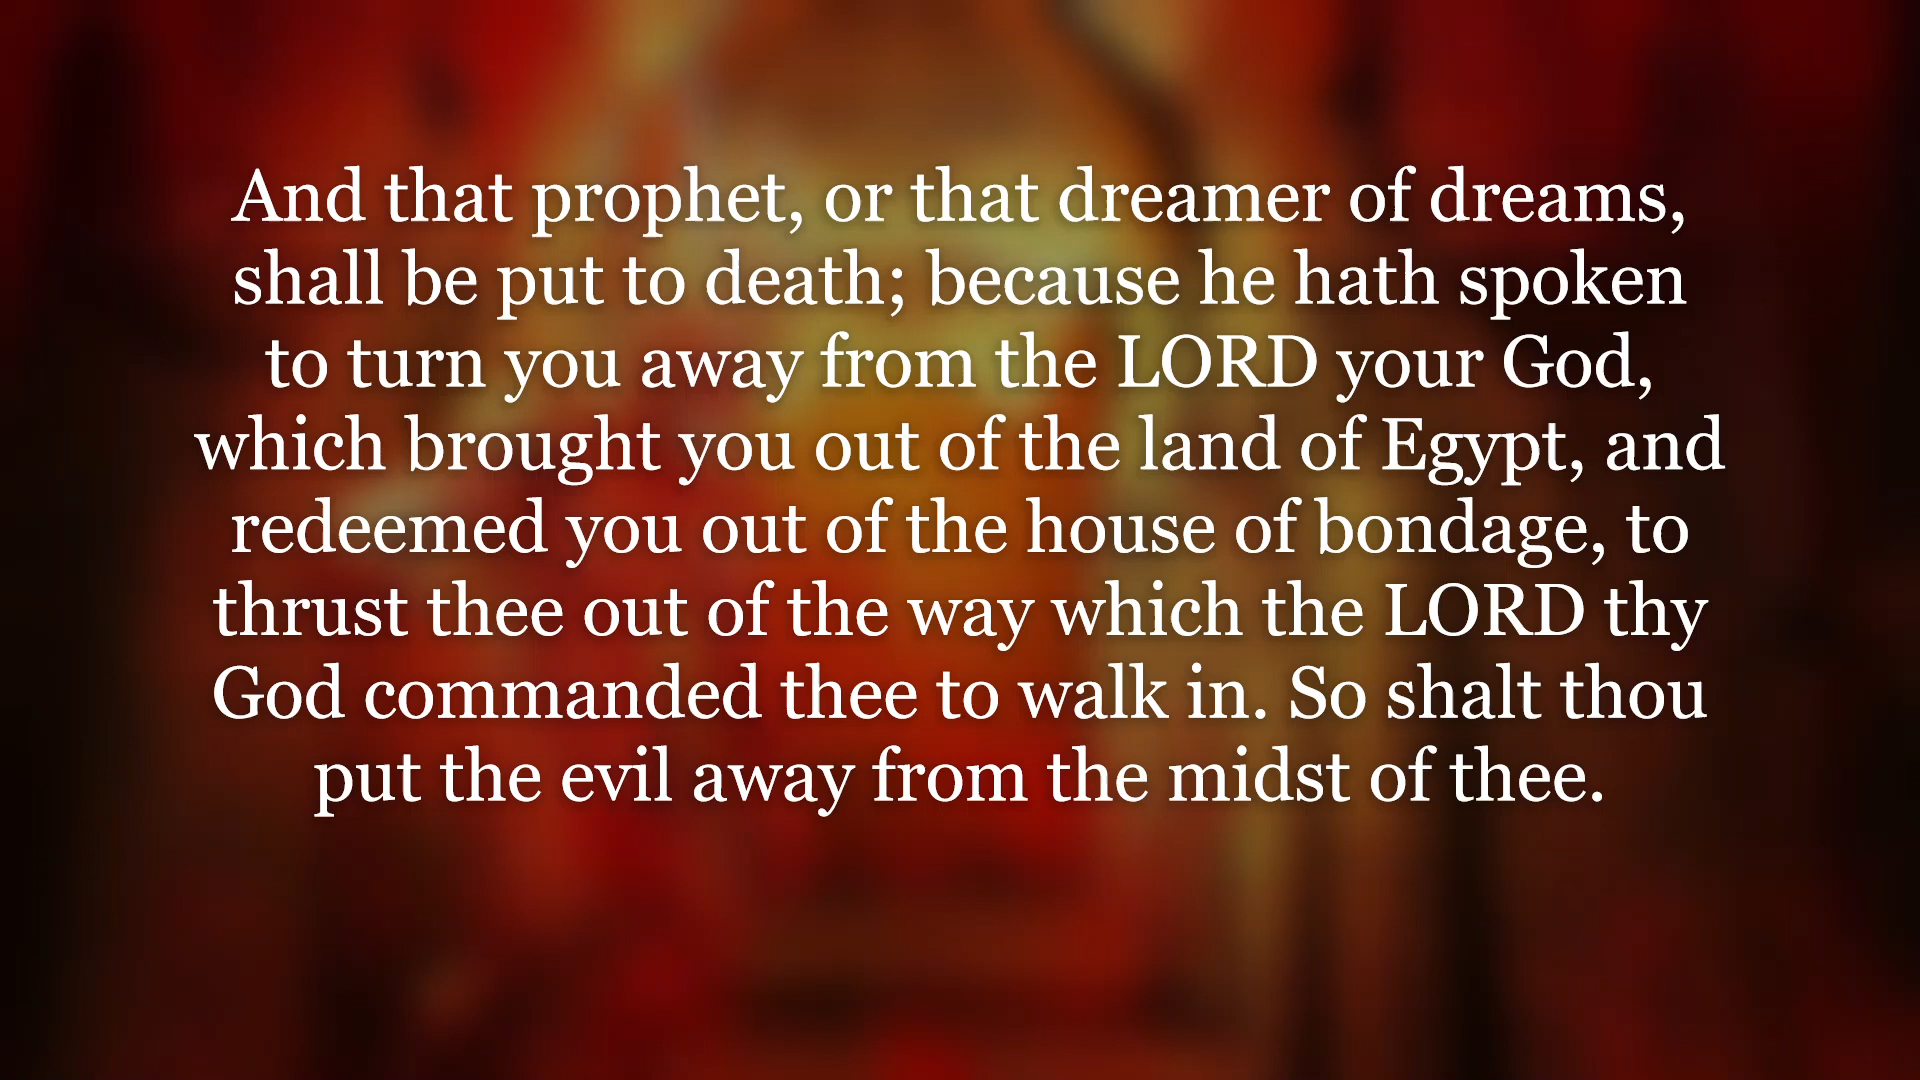 And that prophet, or that dreamer of dreams,
shall be put to death; because he hath spoken
to turn you away from the LORD your God,
which brought you out of the land of Egypt, and
redeemed you out of the house of bondage, to
thrust thee out of the way which the LORD thy
God commanded thee to walk in. So shalt thou
put the evil away from the midst of thee.